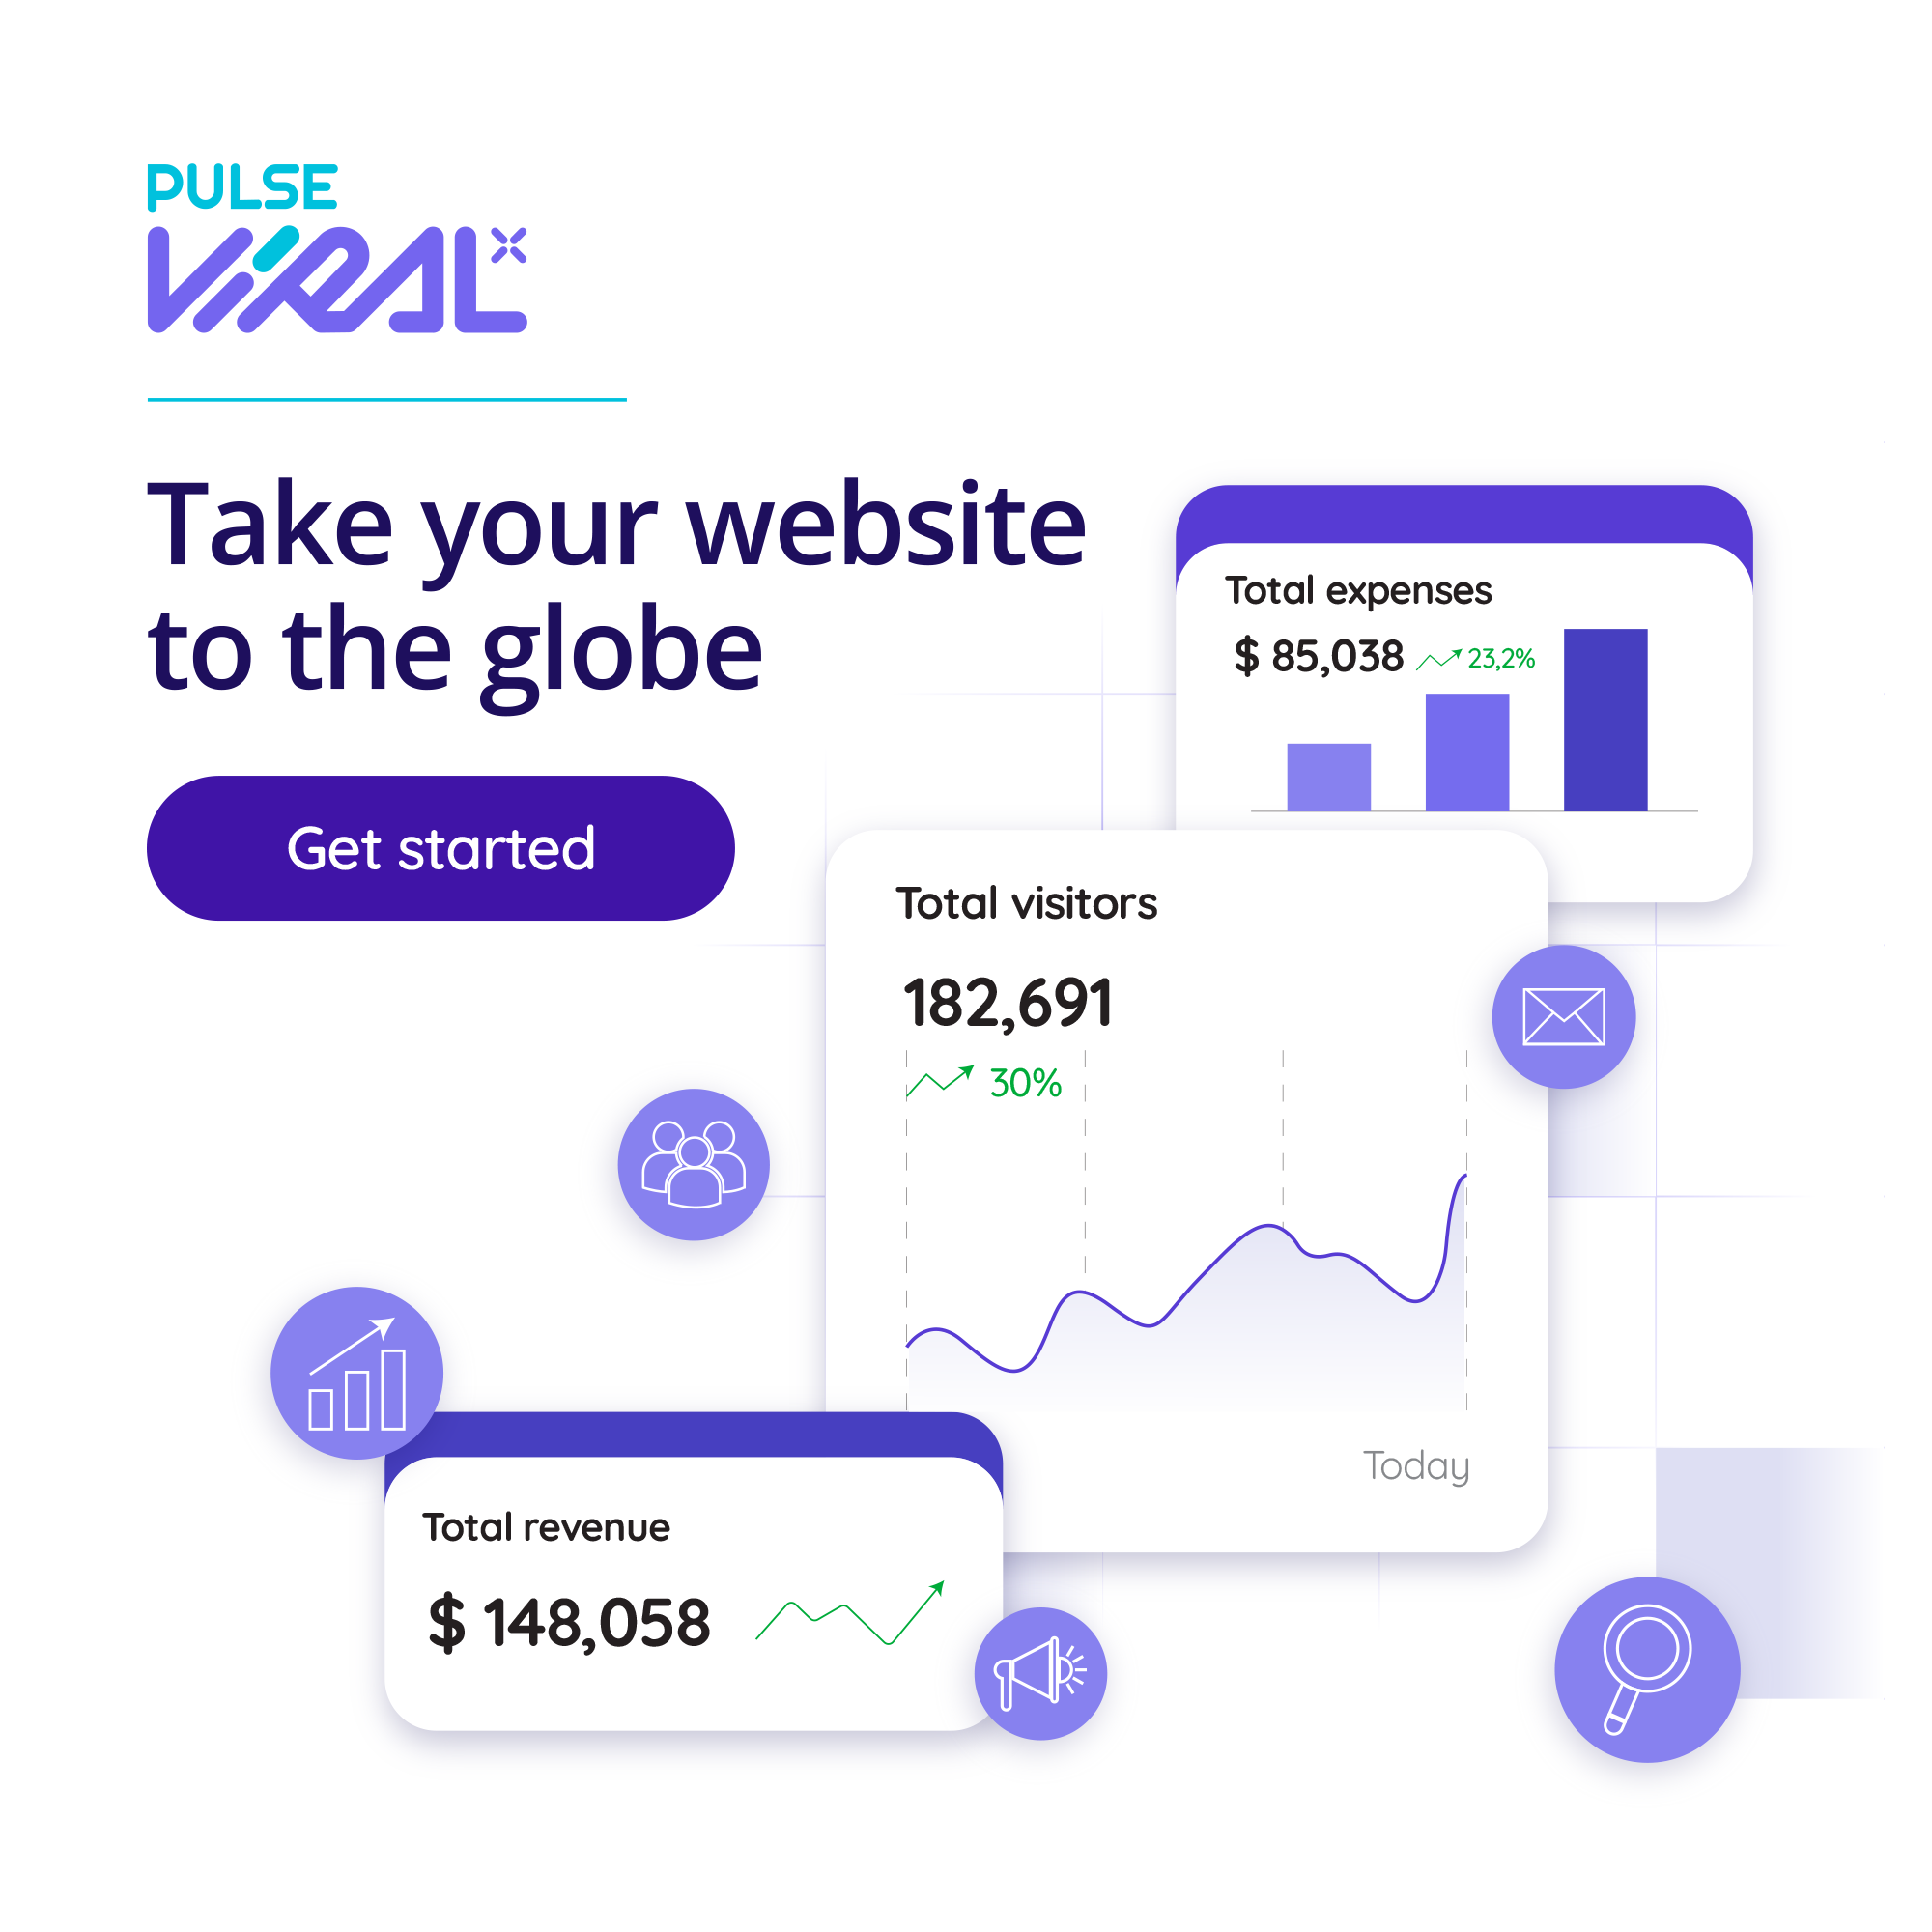 PULSE
VIRAL
Take your website
to the globe
Get started
Total expenses
$ 85,038 23,2%
Total visitors
182,691
30%
Today
Total revenue
$ 148,058